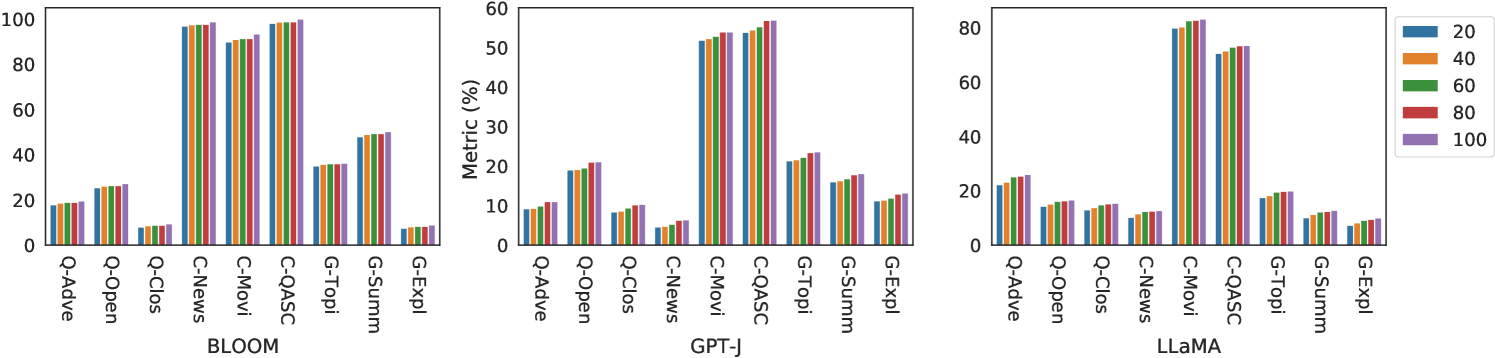 100
80
60
40
20
0
Q-Adve
Q-Open
Q-Clos
C-News
C-Movi
C-QASC
G-Topi
G-Summ
G-Expl
BLOOM
Metric (%)
60
50
40
30
20
10
0
Q-Adve
Q-Open
Q-Clos
C-News
C-Movi
C-QASC
G-Topi
G-Summ
G-Expl
GPT-J
80
60
40
20
0
Q-Adve
Q-Open
Q-Clos
C-News
C-Movi
C-QASC
G-Topi
G-Summ
G-Expl
LLaMA
20
40
60
80
100